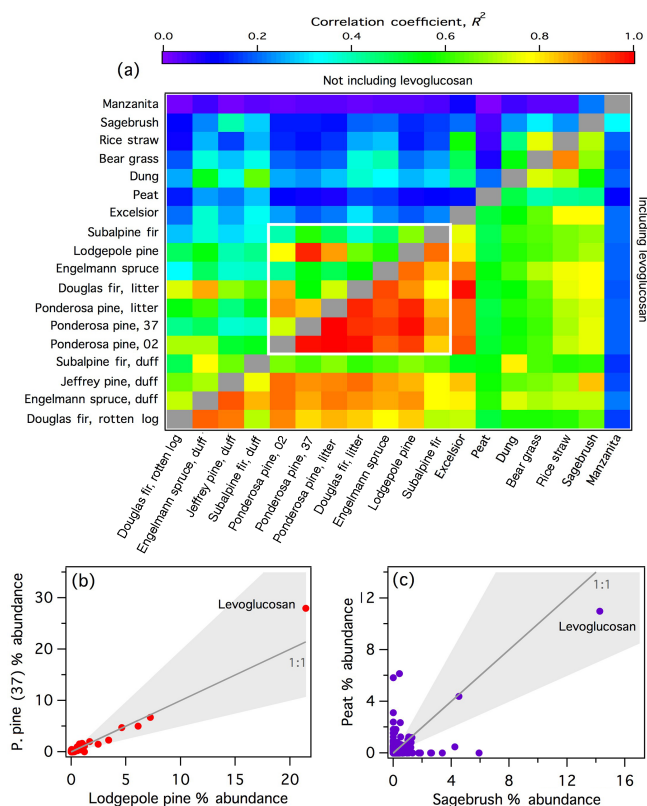 Correlation coefficient, R²
0.0 0.2 0.4 0.6 0.8 1.0
(a)
Not including levoglucosan
Manzanita
Sagebrush
Rice straw
Bear grass
Dung
Peat
Excelsior
Subalpine fir
Lodgepole pine
Engelmann spruce
Douglas fir, litter
Ponderosa pine, litter
Ponderosa pine, 37
Ponderosa pine, 02
Subalpine fir, duff
Jeffrey pine, duff
Engelmann spruce, duff
Douglas fir, rotten log
Including levoglucosan
Douglas fir, rotten log
Engelmann spruce, duff
Jeffrey pine, duff
Subalpine fir, duff
Ponderosa pine, 02
Ponderosa pine, 37
Ponderosa pine, litter
Douglas fir, litter
Engelmann spruce
Lodgepole pine
Subalpine fir
Excelsior
Peat
Dung
Bear grass
Rice straw
Sagebrush
Manzanita
(b)
P. pine (37) % abundance
30
20
10
0
Levoglucosan
1:1
0 5 10 15 20
Lodgepole pine % abundance
(c)
Peat % abundance
12
8
4
0
1:1
Levoglucosan
0 4 8 12 16
Sagebrush % abundance